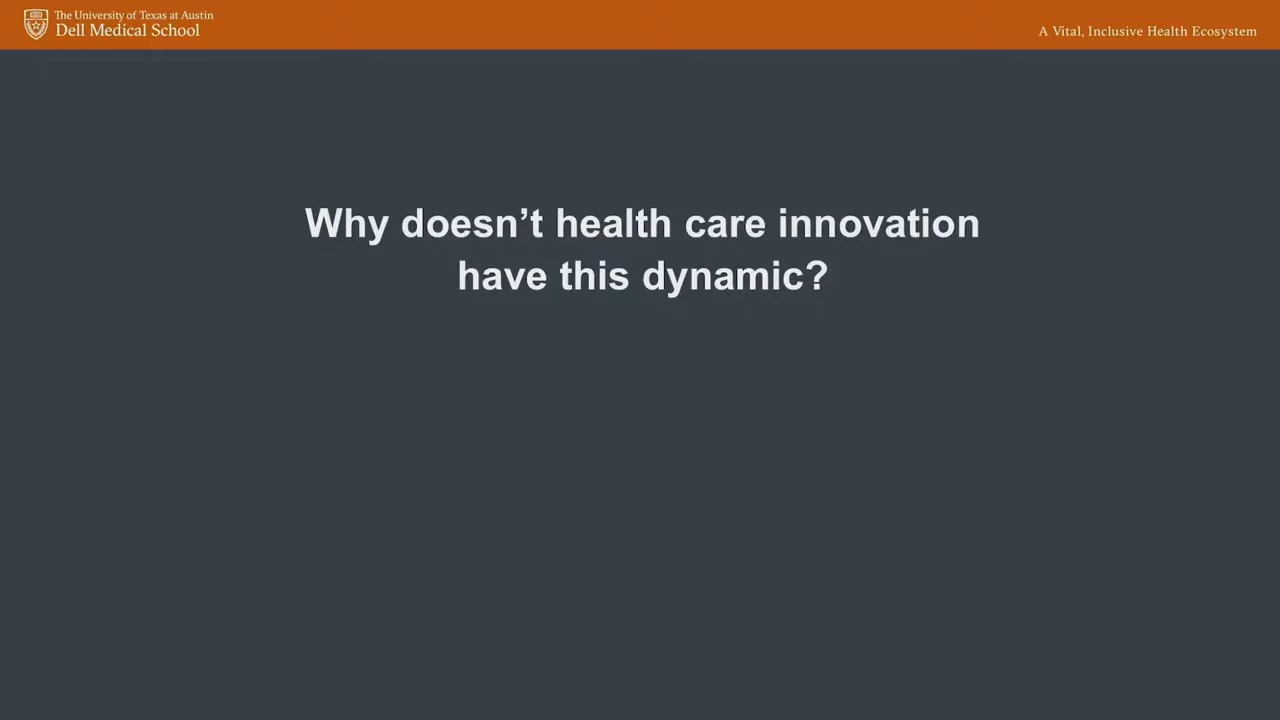 The University of Texas at Austin
Dell Medical School
A Vital, Inclusive Health Ecosystem
Why doesn’t health care innovation
have this dynamic?